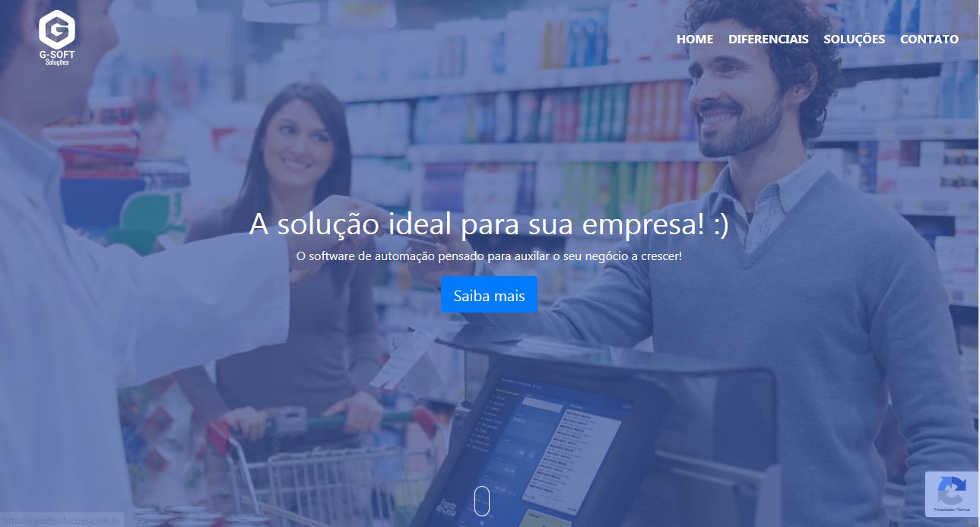 G-SOFT
Soluções
HOME DIFERENCIAIS SOLUÇÕES CONTATO
A solução ideal para sua empresa! :)
O software de automação pensado para auxilar o seu negócio a crescer!
Saiba mais